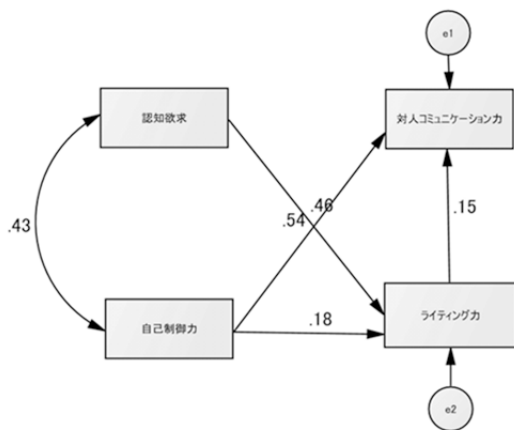 e1
認知欲求
対人コミュニケーション力
.43
.46
.54
.15
自己制御力
.18
ライティング力
e2